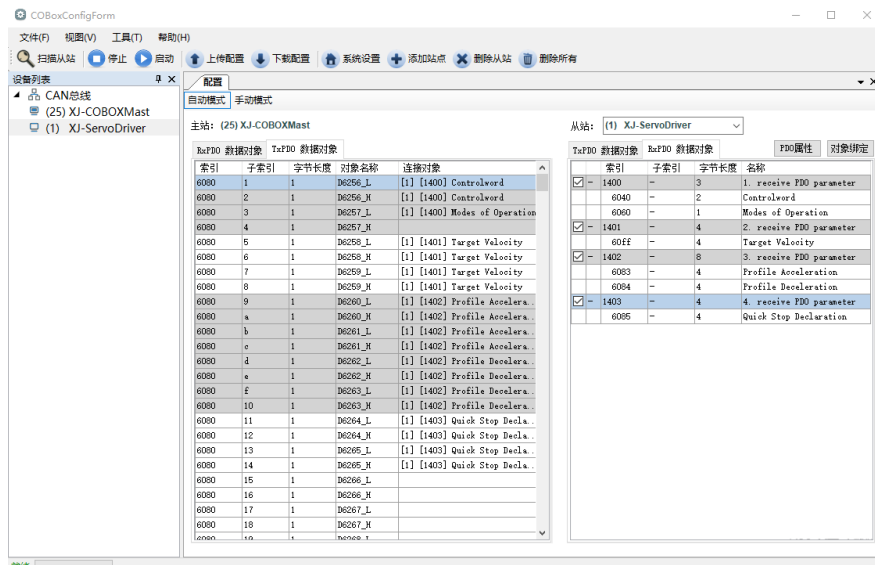 COBoxConfigForm
文件(F) 视图(V) 工具(T) 帮助(H)
扫描从站 停止 启动 上传配置 下载配置 系统设置 添加站点 删除从站 删除所有
设备列表
CAN总线
(25) XJ-COBOXMast
(1) XJ-ServoDriver
配置
自动模式 手动模式
主站: (25) XJ-COBOXMast
RxPDO 数据对象 TxPDO 数据对象
索引 子索引 字节长度 对象名称 连接对象
6080 1 1 D6256_L [1] [1400] Controlword
6080 2 1 D6256_H [1] [1400] Controlword
6080 3 1 D6257_L [1] [1400] Modes of Operation
6080 4 1 D6257_H
6080 5 1 D6258_L [1] [1401] Target Velocity
6080 6 1 D6258_H [1] [1401] Target Velocity
6080 7 1 D6259_L [1] [1401] Target Velocity
6080 8 1 D6259_H [1] [1401] Target Velocity
6080 9 1 D6260_L [1] [1402] Profile Accelera..
6080 a 1 D6260_H [1] [1402] Profile Accelera..
6080 b 1 D6261_L [1] [1402] Profile Accelera..
6080 c 1 D6261_H [1] [1402] Profile Accelera..
6080 d 1 D6262_L [1] [1402] Profile Decelera..
6080 e 1 D6262_H [1] [1402] Profile Decelera..
6080 f 1 D6263_L [1] [1402] Profile Decelera..
6080 10 1 D6263_H [1] [1402] Profile Decelera..
6080 11 1 D6264_L [1] [1403] Quick Stop Decla..
6080 12 1 D6264_H [1] [1403] Quick Stop Decla..
6080 13 1 D6265_L [1] [1403] Quick Stop Decla..
6080 14 1 D6265_H [1] [1403] Quick Stop Decla..
6080 15 1 D6266_L
6080 16 1 D6266_H
6080 17 1 D6267_L
6080 18 1 D6267_H
6080 19 1 D6268_L
从站: (1) XJ-ServoDriver
TxPDO 数据对象 RxPDO 数据对象 PDO属性 对象绑定
索引 子索引 字节长度 名称
- 1400 - 3 1. receive PDO parameter
6040 - 2 Controlword
6060 - 1 Modes of Operation
- 1401 - 4 2. receive PDO parameter
60ff - 4 Target Velocity
- 1402 - 8 3. receive PDO parameter
6083 - 4 Profile Acceleration
6084 - 4 Profile Deceleration
- 1403 - 4 4. receive PDO parameter
6085 - 4 Quick Stop Declaration